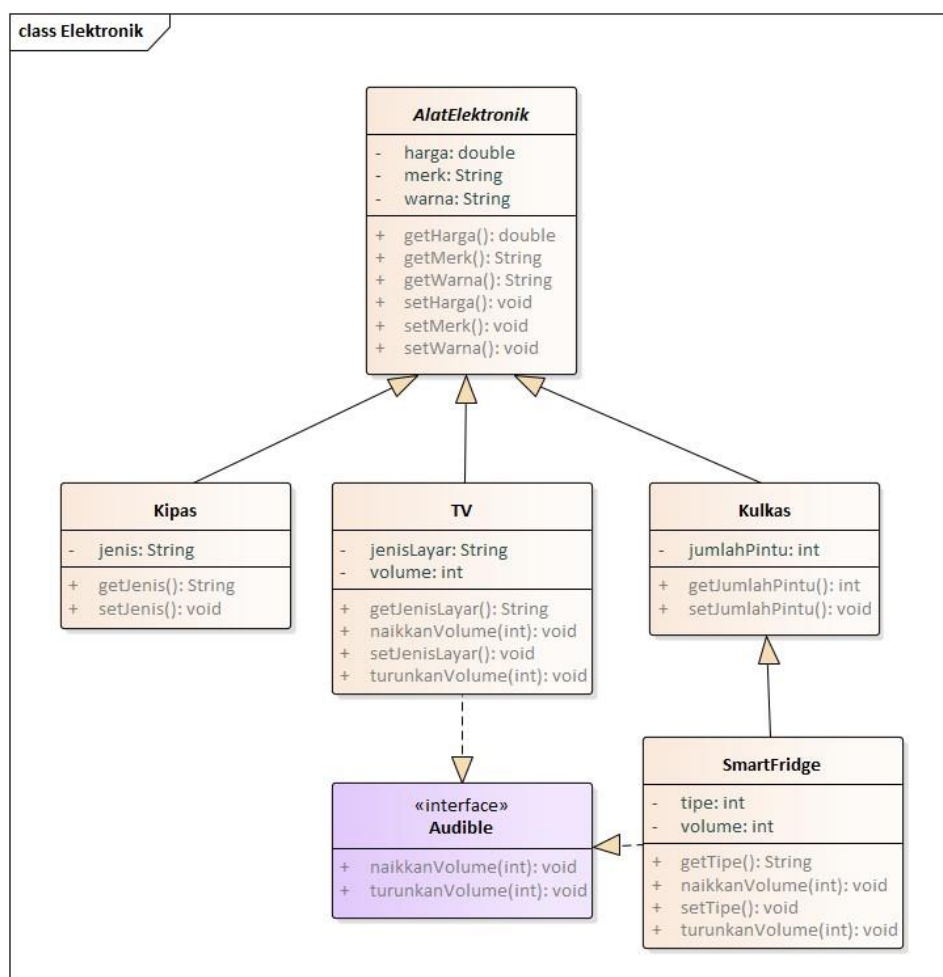 class Elektronik
AlatElektronik
- harga: double
- merk: String
- warna: String
+ getHarga(): double
+ getMerk(): String
+ getWarna(): String
+ setHarga(): void
+ setMerk(): void
+ setWarna(): void
Kipas
- jenis: String
+ getJenis(): String
+ setJenis(): void
TV
- jenisLayar: String
- volume: int
+ getJenisLayar(): String
+ naikkanVolume(int): void
+ setJenisLayar(): void
+ turunkanVolume(int): void
Kulkas
- jumlahPintu: int
+ getJumlahPintu(): int
+ setJumlahPintu(): void
«interface»
Audible
+ naikkanVolume(int): void
+ turunkanVolume(int): void
SmartFridge
- tipe: int
- volume: int
+ getTipe(): String
+ naikkanVolume(int): void
+ setTipe(): void
+ turunkanVolume(int): void